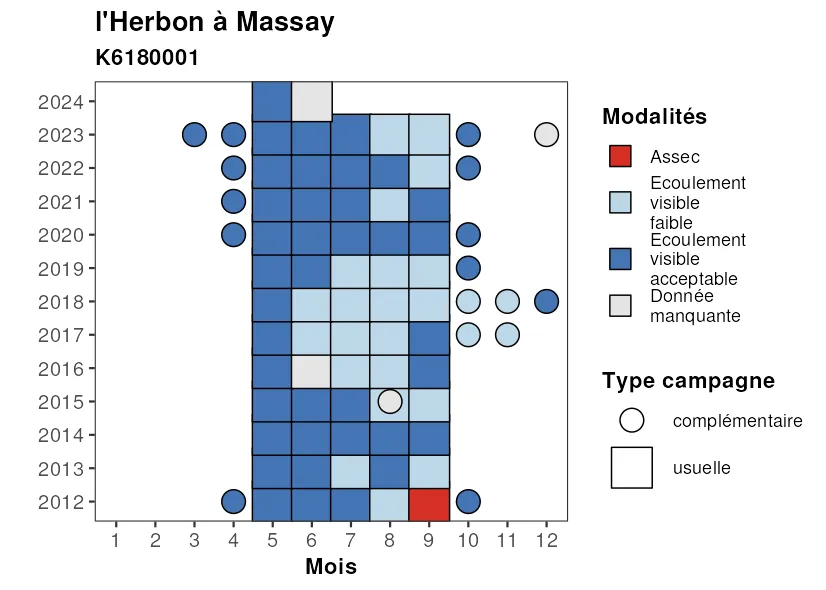 l'Herbon à Massay
K6180001
2024
2023
2022
2021
2020
2019
2018
2017
2016
2015
2014
2013
2012
1 2 3 4 5 6 7 8 9 10 11 12
Mois
Modalités
Assec
Ecoulement
visible
faible
Ecoulement
visible
acceptable
Donnée
manquante
Type campagne
complémentaire
usuelle